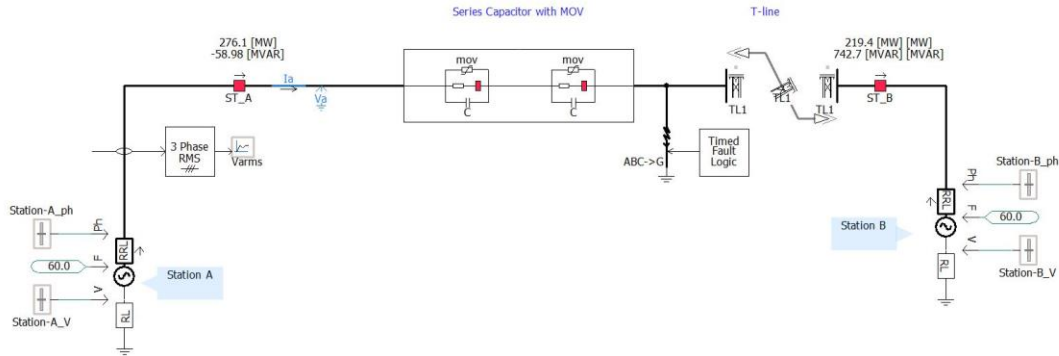 Series Capacitor with MOV
T-line
276.1 [MW]
-58.98 [MVAR]
219.4 [MW] [MW]
742.7 [MVAR] [MVAR]
ST_A
Ia
Va
mov
C
mov
C
TL1
TL1
TL1
ST_B
3 Phase
RMS
Varms
ABC->G
Timed
Fault
Logic
Station-A_ph
Ph
RRL
F
60.0
V
Station A
Station-A_V
RL
Station-B_ph
Ph
RRL
F
60.0
Station B
V
RL
Station-B_V